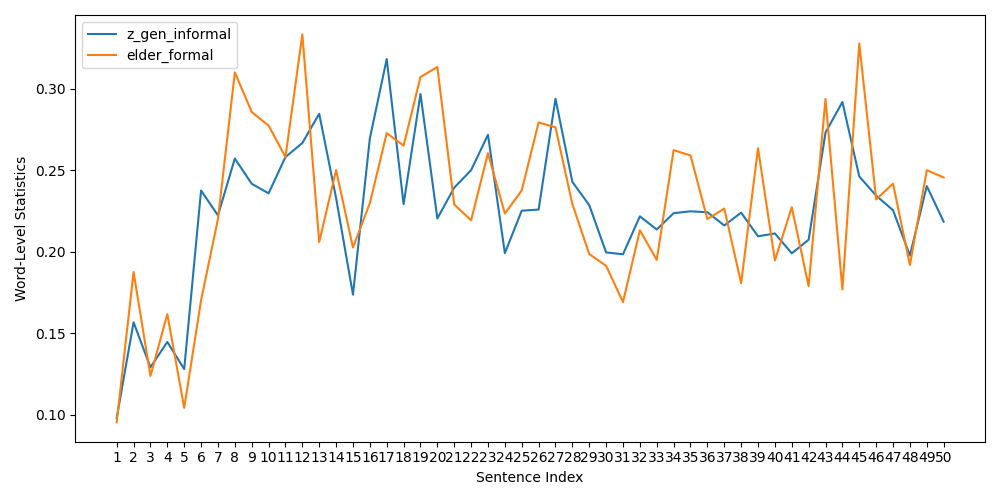 z_gen_informal
elder_formal
0.30
0.25
0.20
0.15
0.10
Word-Level Statistics
1 2 3 4 5 6 7 8 9 10 11 12 13 14 15 16 17 18 19 20 21 22 23 24 25 26 27 28 29 30 31 32 33 34 35 36 37 38 39 40 41 42 43 44 45 46 47 48 49 50
Sentence Index